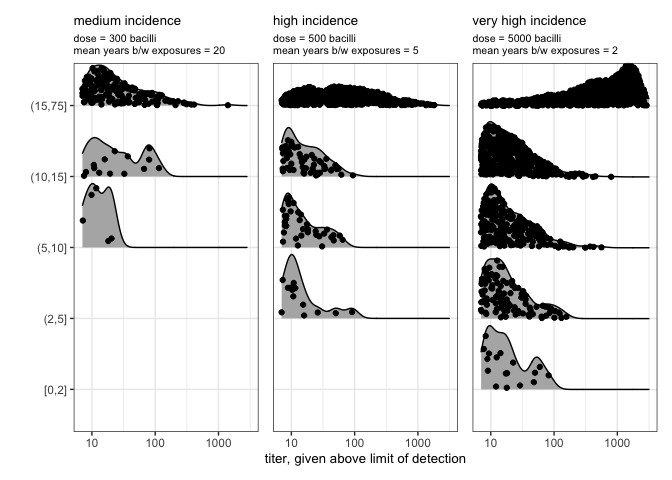 medium incidence
dose = 300 bacilli
mean years b/w exposures = 20
high incidence
dose = 500 bacilli
mean years b/w exposures = 5
very high incidence
dose = 5000 bacilli
mean years b/w exposures = 2
(15,75]
(10,15]
(5,10]
(2,5]
[0,2]
10 100 1000
10 100 1000
10 100 1000
titer, given above limit of detection